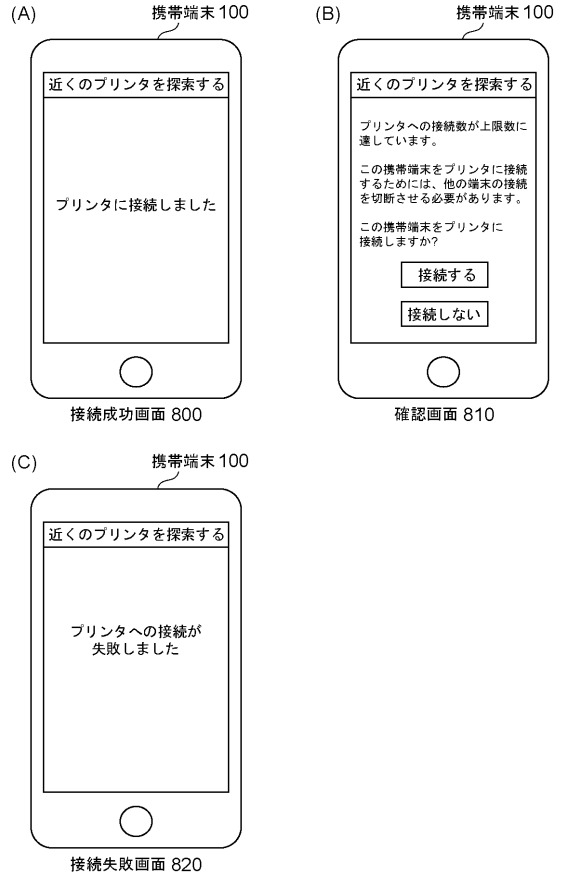 (A)
携帯端末 100
近くのプリンタを探索する
プリンタに接続しました
接続成功画面 800
(B)
携帯端末 100
近くのプリンタを探索する
プリンタへの接続数が上限数に
達しています。
この携帯端末をプリンタに接続
するためには、他の端末の接続
を切断させる必要があります。
この携帯端末をプリンタに
接続しますか?
接続する
接続しない
確認画面 810
(C)
携帯端末 100
近くのプリンタを探索する
プリンタへの接続が
失敗しました
接続失敗画面 820